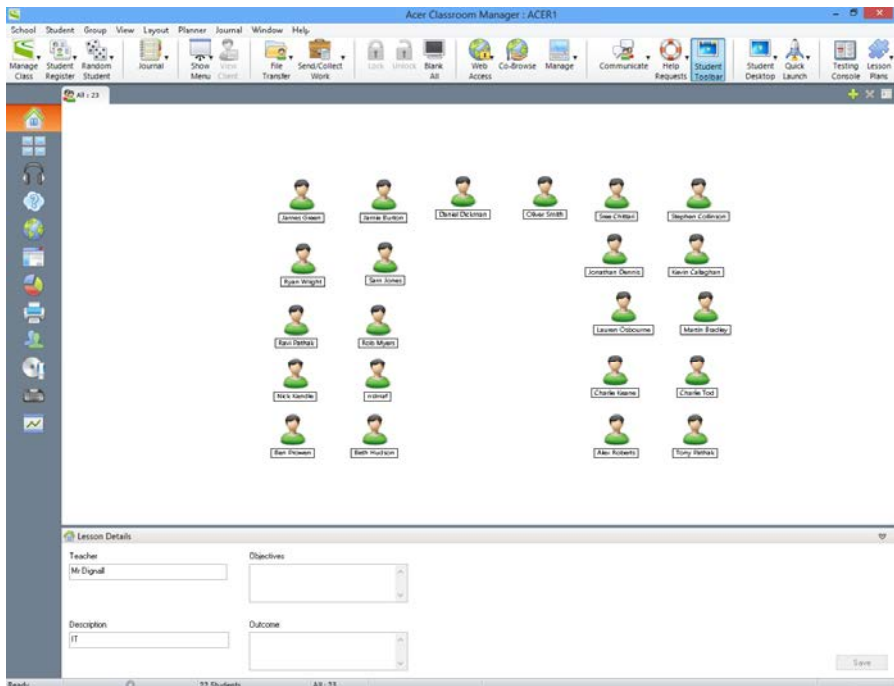 Acer Classroom Manager : ACER1
School Student Group View Layout Planner Journal Window Help
Manage Class
Student Register
Random Student
Journal
Show Menu
View Client
File Transfer
Send/Collect Work
Lock
Unlock
Blank All
Web Access
Co-Browse
Manage
Communicate
Help Requests
Student Toolbar
Student Desktop
Quick Launch
Testing Console
Lesson Plans
All : 23
James Green Jamie Burton Daniel Dickman Oliver Smith Stephen Collinson
Ryan Wright Sam Jones Jonathan Dennis Kevin Callaghan
Ravi Pathak Rob Myers Lauren Osbourne Martin Bradley
Nick Kendle Charlie Keane Charlie Tod
Ben Prowen Beth Hudson Alex Roberts Tony Pathak
Lesson Details
Teacher Objectives
Mr Dignall
Description Outcome
IT
Save
Ready Students All : 23